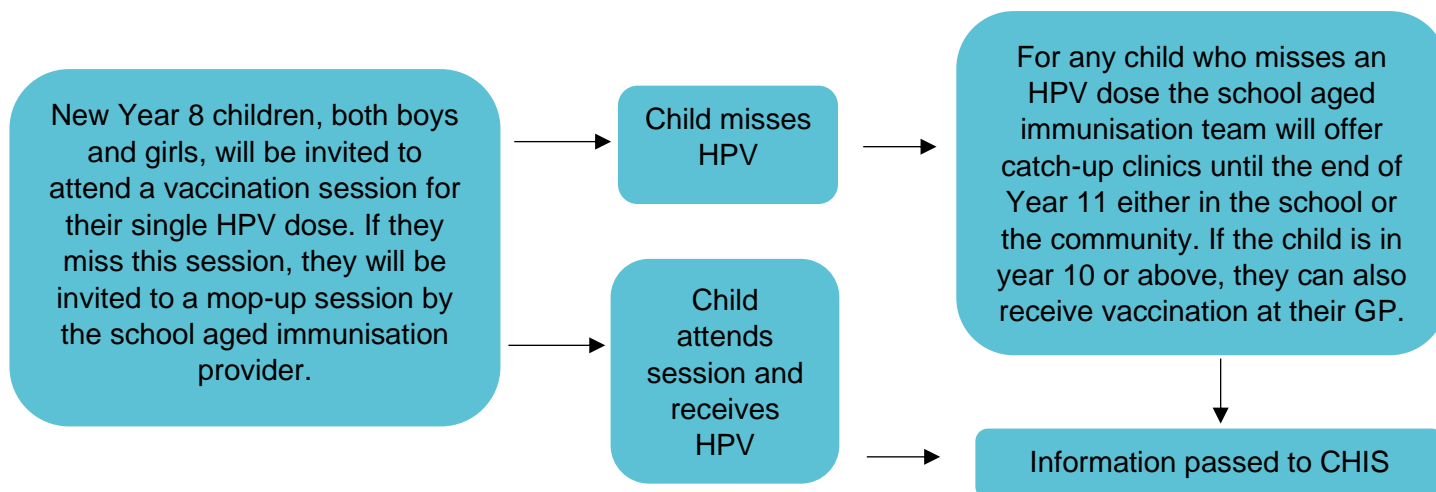 New Year 8 children, both boys
and girls, will be invited to
attend a vaccination session for
their single HPV dose. If they
miss this session, they will be
invited to a mop-up session by
the school aged immunisation
provider.
Child misses
HPV
For any child who misses an
HPV dose the school aged
immunisation team will offer
catch-up clinics until the end of
Year 11 either in the school or
the community. If the child is in
year 10 or above, they can also
receive vaccination at their GP.
Child
attends
session and
receives
HPV
Information passed to CHIS